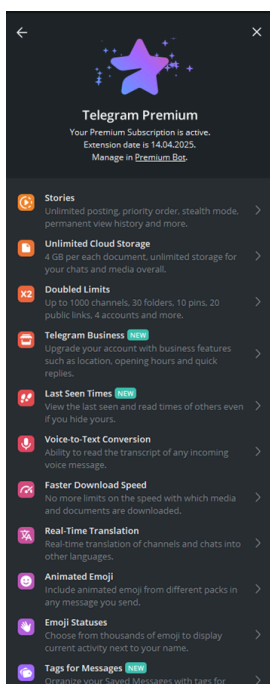 Telegram Premium
Your Premium Subscription is active.
Extension date is 14.04.2025.
Manage in Premium Bot.
Stories
Unlimited posting, priority order, stealth mode,
permanent view history and more.
Unlimited Cloud Storage
4 GB per each document, unlimited storage for
your chats and media overall.
X2
Doubled Limits
Up to 1000 channels, 30 folders, 10 pins, 20
public links, 4 accounts and more.
Telegram Business NEW
Upgrade your account with business features
such as location, opening hours and quick
replies.
Last Seen Times NEW
View the last seen and read times of others even
if you hide yours.
Voice-to-Text Conversion
Ability to read the transcript of any incoming
voice message.
Faster Download Speed
No more limits on the speed with which media
and documents are downloaded.
Real-Time Translation
Real-time translation of channels and chats into
other languages.
Animated Emoji
Include animated emoji from different packs in
any message you send.
Emoji Statuses
Choose from thousands of emoji to display
current activity next to your name.
Tags for Messages NEW
Organize your Saved Messages with tags for